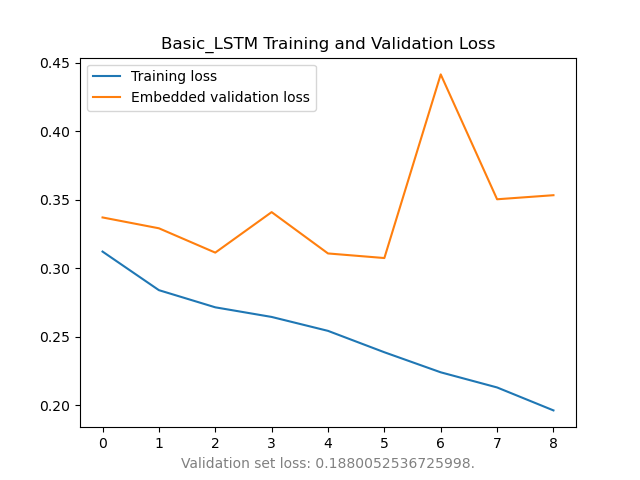 Basic_LSTM Training and Validation Loss
Training loss
Embedded validation loss
0.45
0.40
0.35
0.30
0.25
0.20
0 1 2 3 4 5 6 7 8
Validation set loss: 0.1880052536725998.